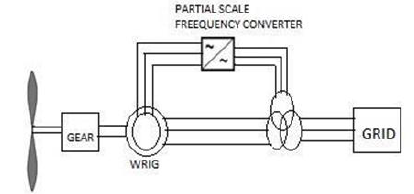 PARTIAL SCALE
FREEQUENCY CONVERTER
~
~
GEAR
WRIG
GRID